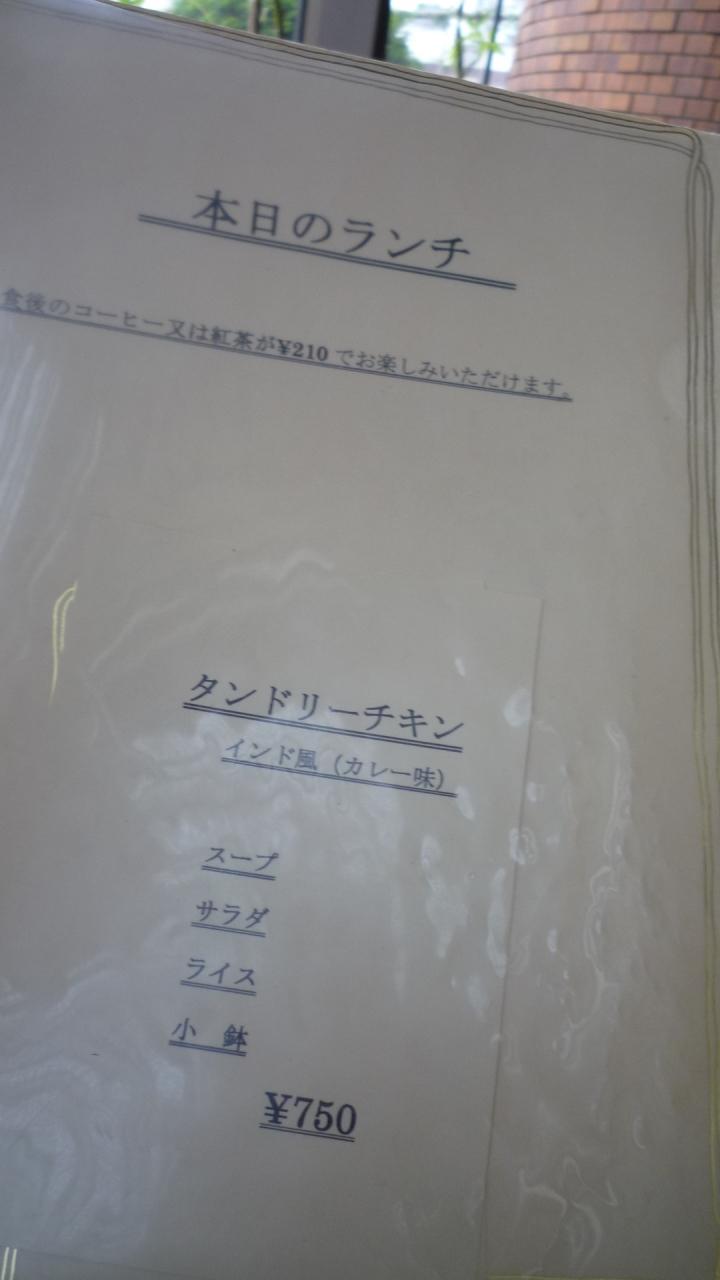 本日のランチ
食後のコーヒー又は紅茶が¥210でお楽しみいただけます。
タンドリーチキン
インド風（カレー味）
スープ
サラダ
ライス
小　鉢
¥750